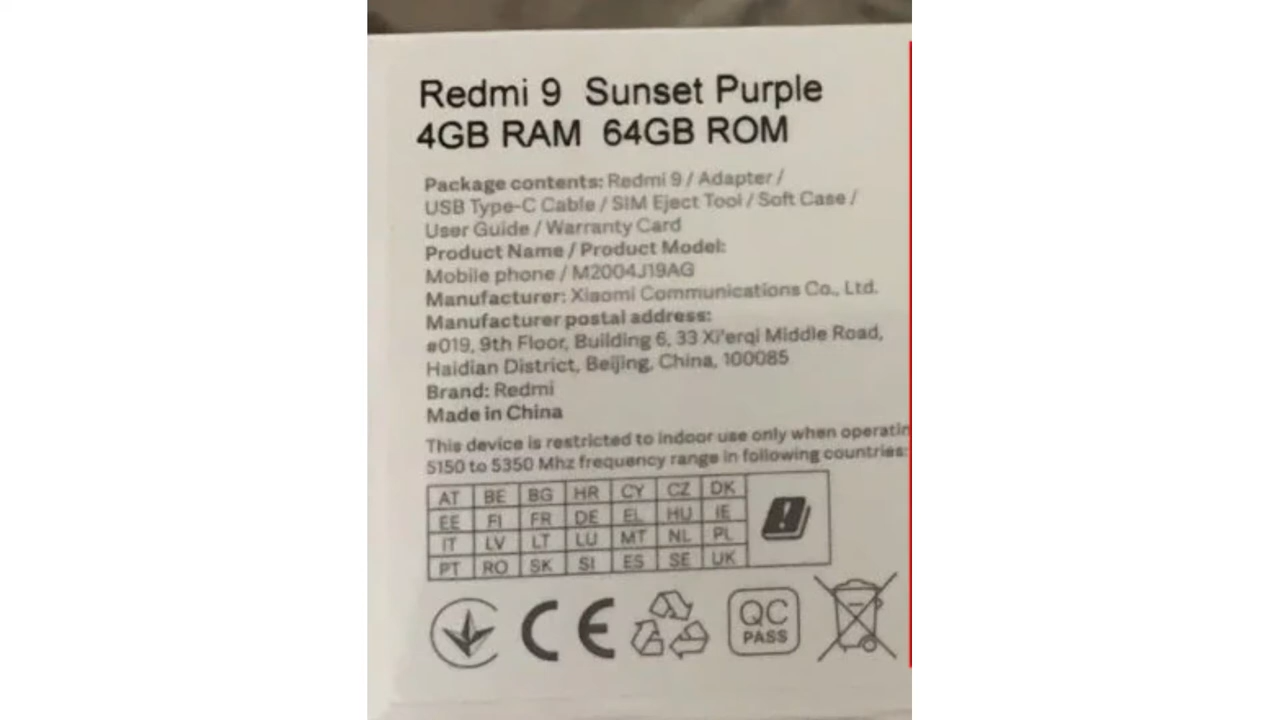 Redmi 9 Sunset Purple
4GB RAM 64GB ROM
Package contents: Redmi 9 / Adapter /
USB Type-C Cable / SIM Eject Tool / Soft Case /
User Guide / Warranty Card
Product Name / Product Model:
Mobile phone / M2004J19AG
Manufacturer: Xiaomi Communications Co., Ltd.
Manufacturer postal address:
#019, 9th Floor, Building 6, 33 Xi'erqi Middle Road,
Haidian District, Beijing, China, 100085
Brand: Redmi
Made in China
This device is restricted to indoor use only when operatin
5150 to 5350 Mhz frequency range in following countries:
AT BE BG HR CY CZ DK
EE FI FR DE EL HU IE
IT LV LT LU MT NL PL
PT RO SK SI ES SE UK
CE
QC
PASS